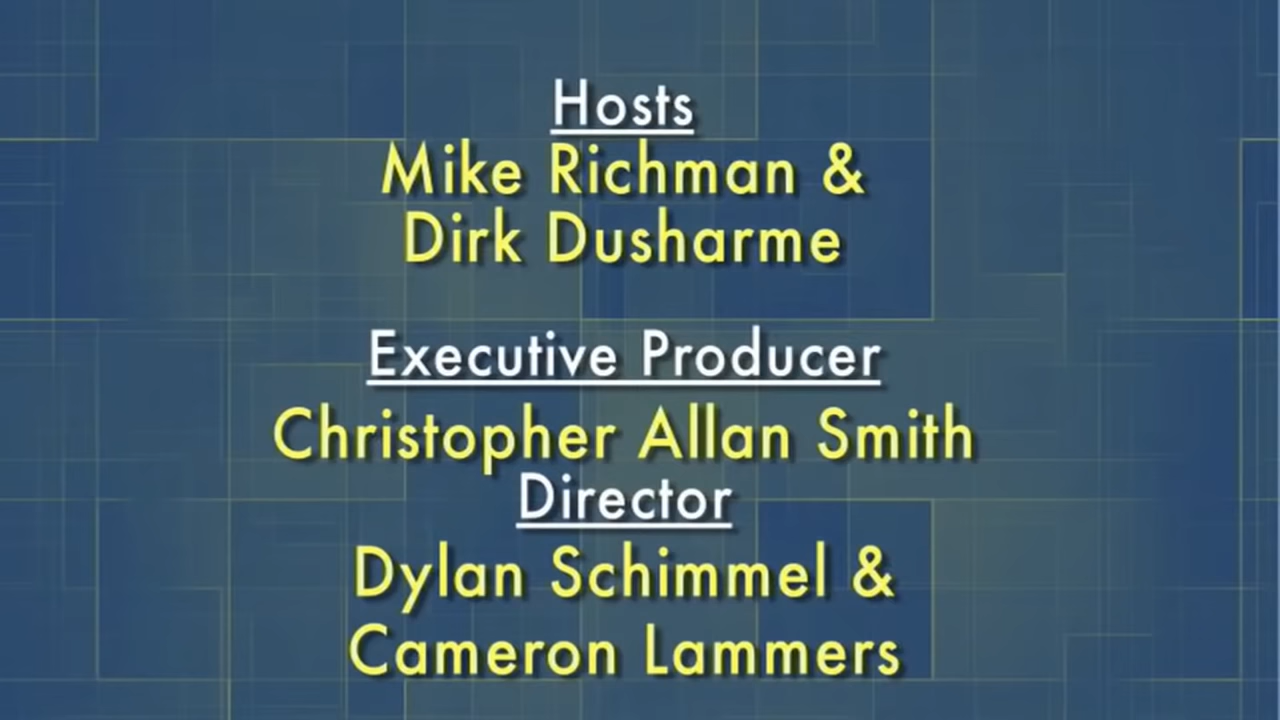 Hosts
Mike Richman &
Dirk Dusharme
Executive Producer
Christopher Allan Smith
Director
Dylan Schimmel &
Cameron Lammers